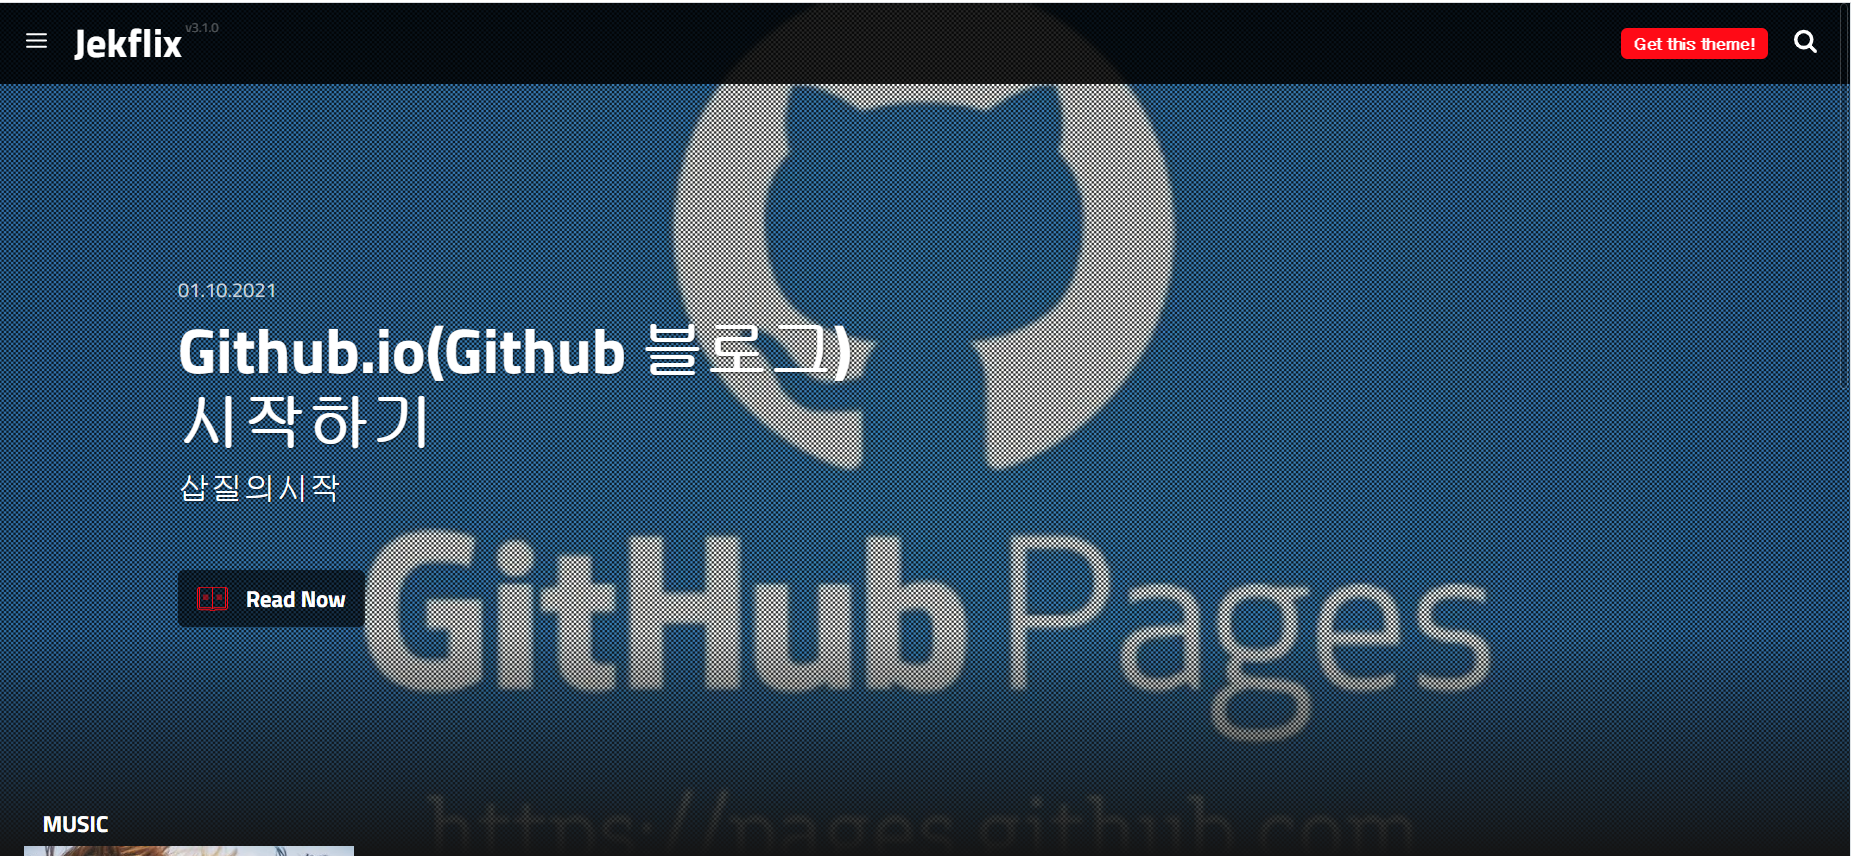 Jekflix v3.1.0
Get this theme!
01.10.2021
Github.io(Github 블로그)
시작하기
삽질의시작
Read Now
GitHub Pages
https://pages.github.com
MUSIC